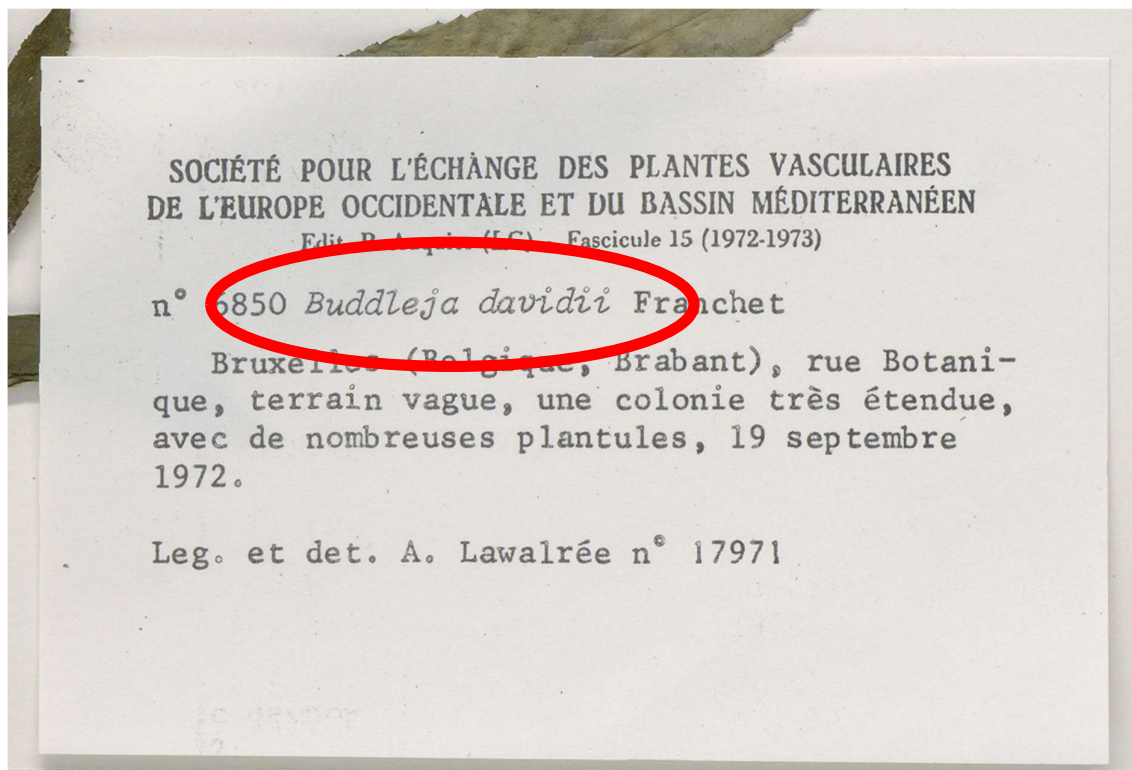 SOCIÉTÉ POUR L'ÉCHANGE DES PLANTES VASCULAIRES
DE L'EUROPE OCCIDENTALE ET DU BASSIN MÉDITERRANÉEN
Fascicule 15 (1972-1973)
n° 6850 Buddleja davidii Franchet
Bruxelles (Belgique, Brabant), rue Botani-
que, terrain vague, une colonie très étendue,
avec de nombreuses plantules, 19 septembre
1972.
Leg. et det. A. Lawalrée n° 17971